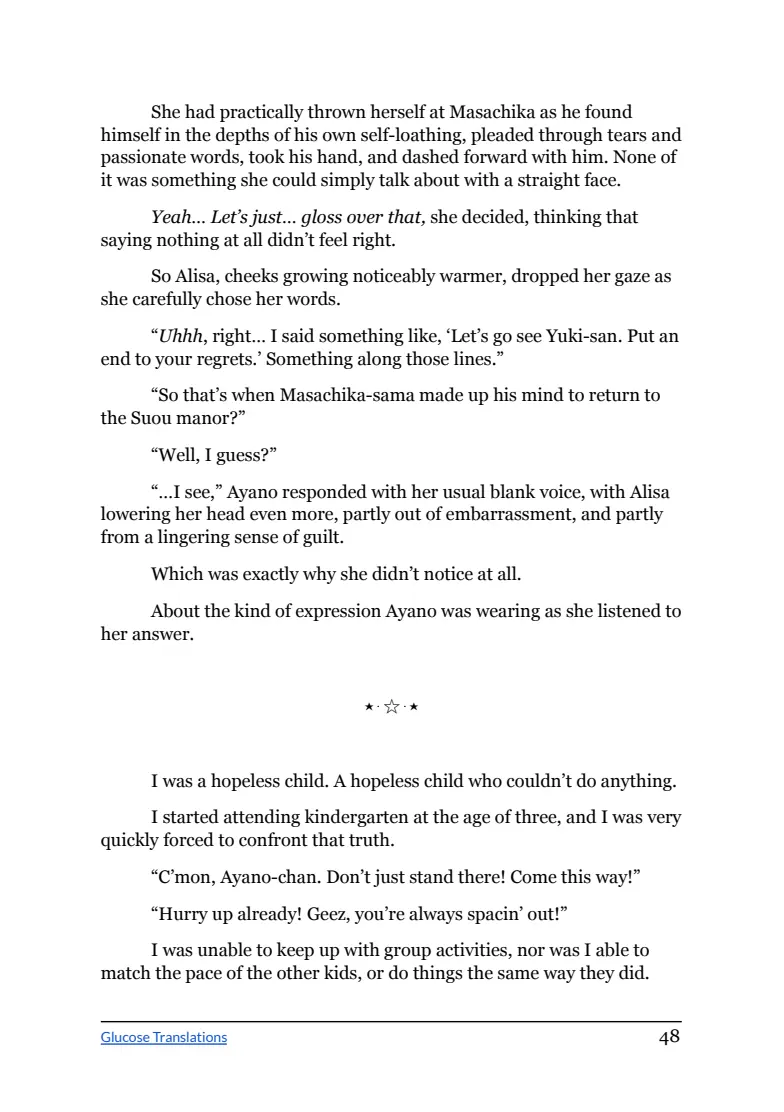 She had practically thrown herself at Masachika as he found
himself in the depths of his own self-loathing, pleaded through tears and
passionate words, took his hand, and dashed forward with him. None of
it was something she could simply talk about with a straight face.
Yeah… Let’s just… gloss over that, she decided, thinking that
saying nothing at all didn’t feel right.
So Alisa, cheeks growing noticeably warmer, dropped her gaze as
she carefully chose her words.
“Uhhh, right… I said something like, ‘Let’s go see Yuki-san. Put an
end to your regrets.’ Something along those lines.”
“So that’s when Masachika-sama made up his mind to return to
the Suou manor?”
“Well, I guess?”
“…I see,” Ayano responded with her usual blank voice, with Alisa
lowering her head even more, partly out of embarrassment, and partly
from a lingering sense of guilt.
Which was exactly why she didn’t notice at all.
About the kind of expression Ayano was wearing as she listened to
her answer.
⋆·☆·⋆
I was a hopeless child. A hopeless child who couldn’t do anything.
I started attending kindergarten at the age of three, and I was very
quickly forced to confront that truth.
“C’mon, Ayano-chan. Don’t just stand there! Come this way!”
“Hurry up already! Geez, you’re always spacin’ out!”
I was unable to keep up with group activities, nor was I able to
match the pace of the other kids, or do things the same way they did.
Glucose Translations 48